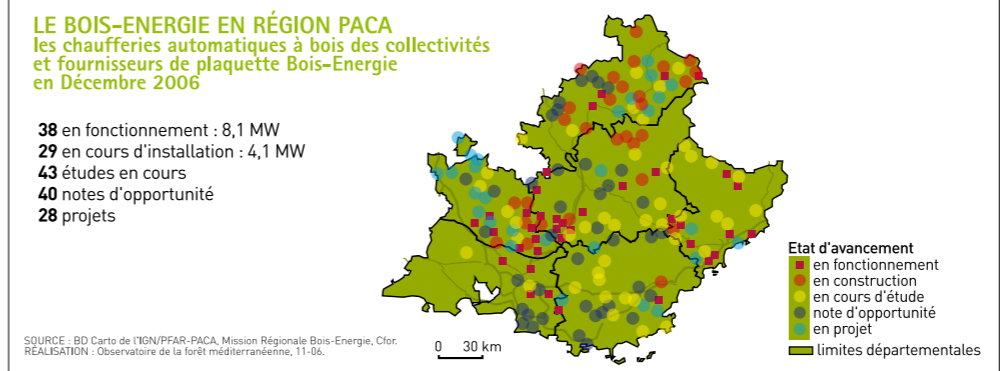 LE BOIS-ENERGIE EN RÉGION PACA
les chaufferies automatiques à bois des collectivités
et fournisseurs de plaquette Bois-Energie
en Décembre 2006
38 en fonctionnement : 8,1 MW
29 en cours d'installation : 4,1 MW
43 études en cours
40 notes d'opportunité
28 projets
Etat d'avancement
en fonctionnement
en construction
en cours d'étude
note d'opportunité
en projet
limites départementales
SOURCE : BD Carto de l'IGN/PFAR-PACA, Mission Régionale Bois-Energie, Cfor.
RÉALISATION : Observatoire de la forêt méditerranéenne, 11-06.
0 30 km